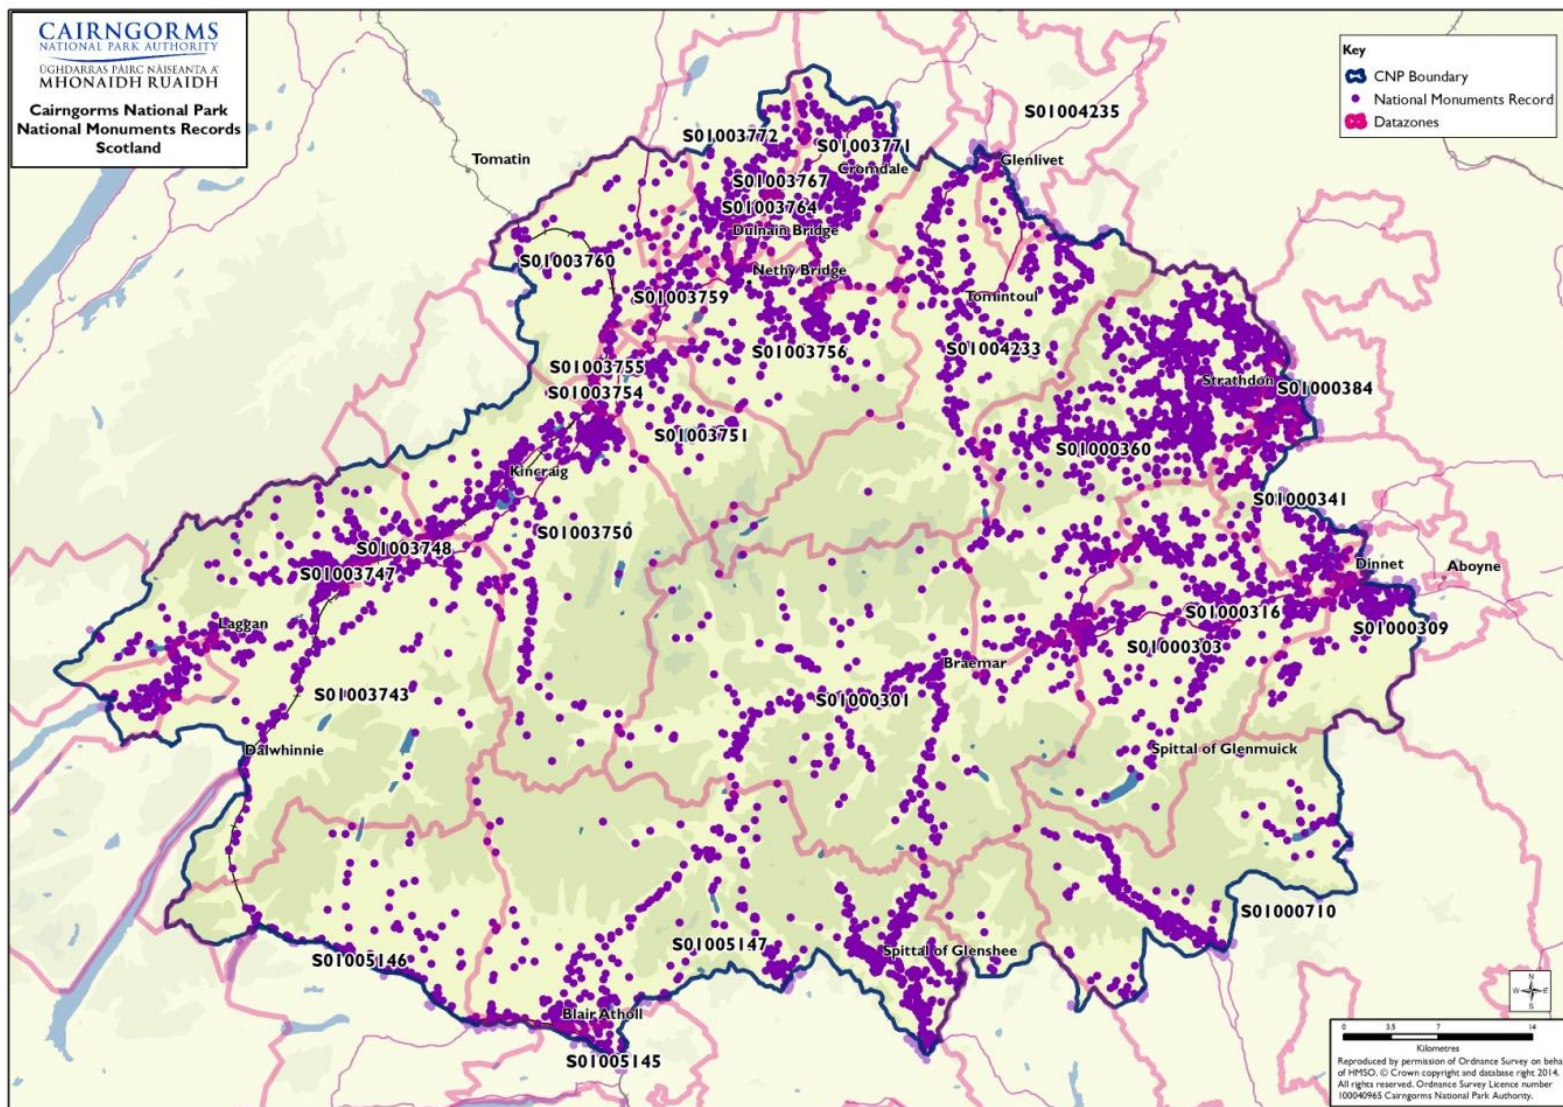 CAIRNGORMS
NATIONAL PARK AUTHORITY
ÙGHDARRAS PÀIRC NÀISEANTA A'
MHONAIDH RUAIDH
Cairngorms National Park
National Monuments Records
Scotland
Key
CNP Boundary
National Monuments Record
Datazones
S01004235
Tomatin
S01003772
S01003771
Glenlivet
Cromdale
S01003767
S01003764
Dulnain Bridge
S01003760
Nethy Bridge
S01003759
Tomintoul
S01003756
S01004233
S01003755
Strathdon
S01000384
S01003754
S01003751
S01000360
Kincraig
S01000341
S01003750
S01003748
S01003747
Dinnet
Aboyne
S01000316
Laggan
S01000309
S01000303
Braemar
S01003743
S01000301
Dalwhinnie
Spittal of Glenmuick
S01000710
S01005147
Spittal of Glenshee
S01005146
Blair Atholl
S01005145
N
W E
S
0 3.5 7 14
Kilometres
Reproduced by permission of Ordnance Survey on beha
of HMSO. © Crown copyright and database right 2014.
All rights reserved. Ordnance Survey Licence number
100040965 Cairngorms National Park Authority.